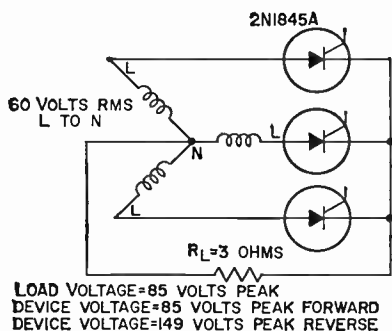 2N1845A
L
60 VOLTS RMS
L TO N
N
L
L
RL=3 OHMS
LOAD VOLTAGE=85 VOLTS PEAK
DEVICE VOLTAGE=85 VOLTS PEAK FORWARD
DEVICE VOLTAGE=149 VOLTS PEAK REVERSE